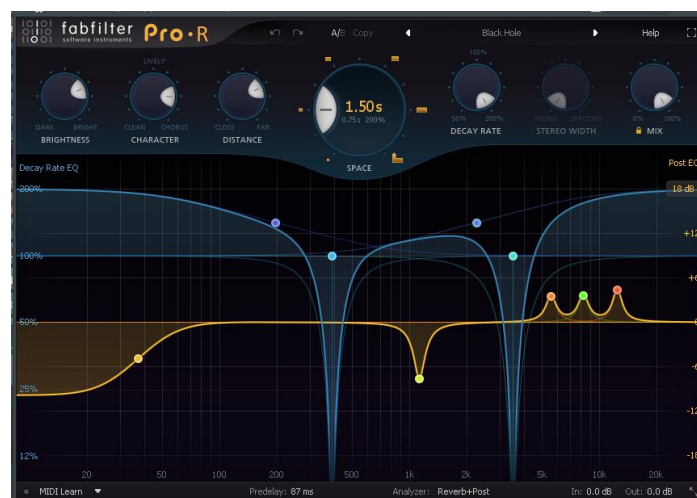 fabfilter
software instruments
Pro·R
A/B Copy
Black Hole
Help
LIVELY
100%
DARK BRIGHT
BRIGHTNESS
CLEAN CHORUS
CHARACTER
CLOSE FAR
DISTANCE
1.50s
0.75s 200%
SPACE
50% 200%
DECAY RATE
MONO SPACIOUS
STEREO WIDTH
0% 100%
MIX
Decay Rate EQ
Post EQ
200%
18 dB
+12
100%
+6
50%
0
-6
25%
-12
12%
-18
20 50 100 200 500 1k 2k 5k 10k 20k
MIDI Learn
Predelay: 87 ms
Analyzer: Reverb+Post
In: 0.0 dB Out: 0.0 dB